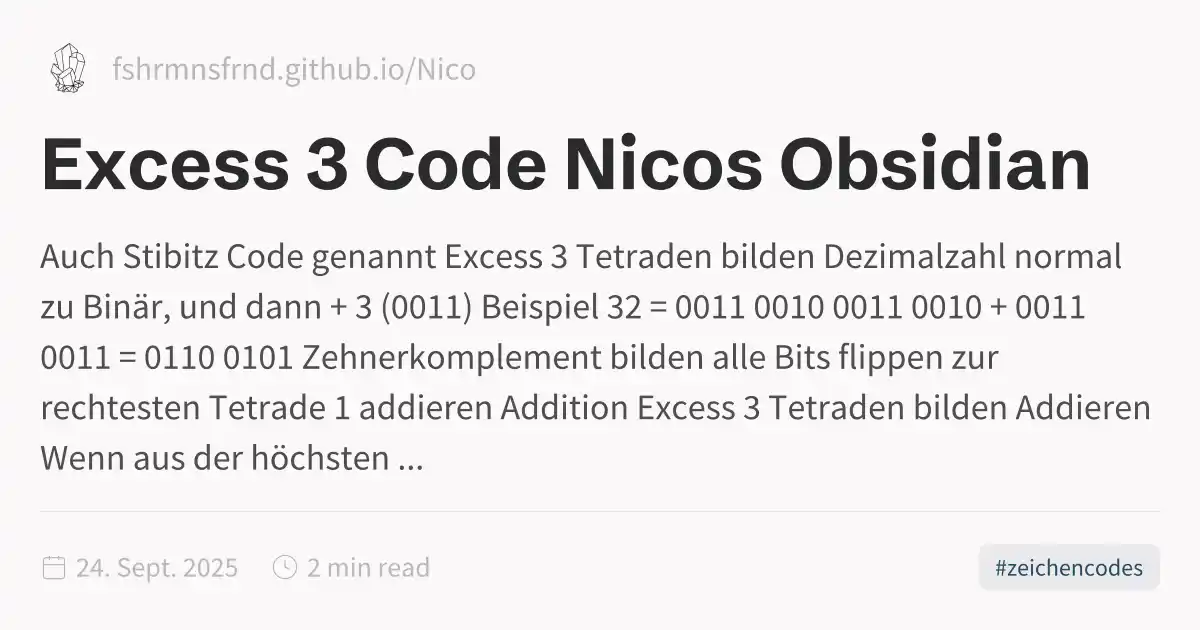 fshrmnsfrnd.github.io/Nico
Excess 3 Code Nicos Obsidian
Auch Stibitz Code genannt Excess 3 Tetraden bilden Dezimalzahl normal
zu Binär, und dann + 3 (0011) Beispiel 32 = 0011 0010 0011 0010 + 0011
0011 = 0110 0101 Zehnerkomplement bilden alle Bits flippen zur
rechtesten Tetrade 1 addieren Addition Excess 3 Tetraden bilden Addieren
Wenn aus der höchsten ...
24. Sept. 2025 2 min read #zeichencodes